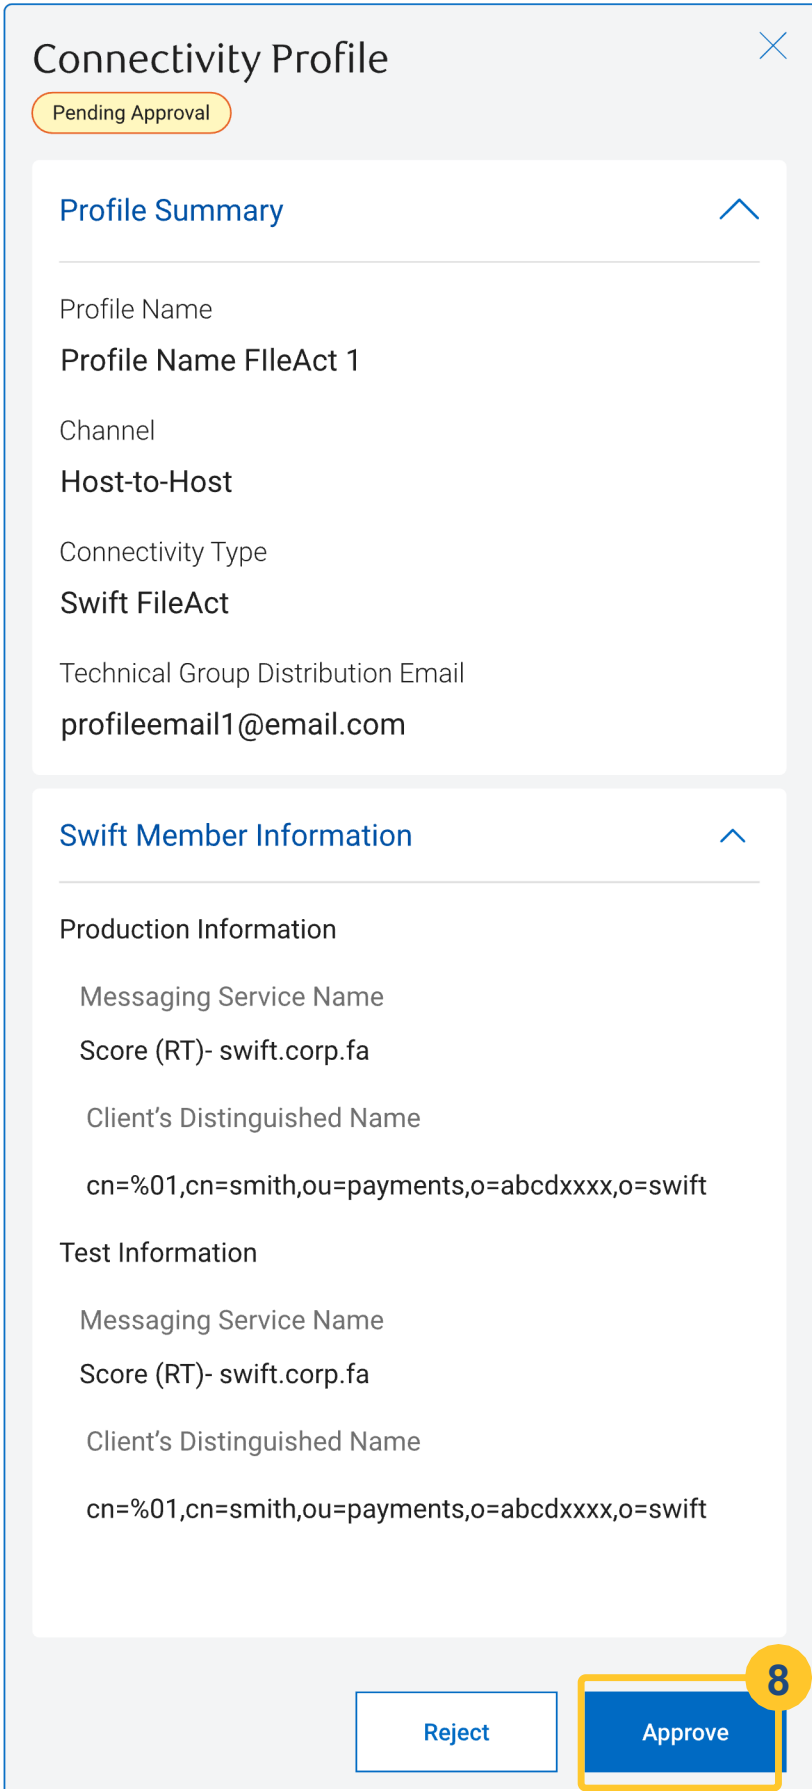 Connectivity Profile
Pending Approval
Profile Summary
Profile Name
Profile Name FIleAct 1
Channel
Host-to-Host
Connectivity Type
Swift FileAct
Technical Group Distribution Email
profileemail1@email.com
Swift Member Information
Production Information
Messaging Service Name
Score (RT)- swift.corp.fa
Client’s Distinguished Name
cn=%01,cn=smith,ou=payments,o=abcdxxxx,o=swift
Test Information
Messaging Service Name
Score (RT)- swift.corp.fa
Client’s Distinguished Name
cn=%01,cn=smith,ou=payments,o=abcdxxxx,o=swift
8
Reject
Approve